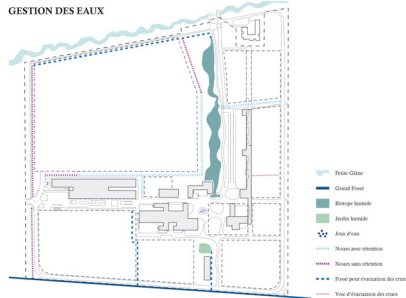 GESTION DES EAUX
Petite Glâne
Grand Fossé
Biotope humide
Jardin humide
Jeux d'eau
Noues avec rétention
Noues sans rétention
Fossé pour évacuation des crues
Voie d'évacuation des crues